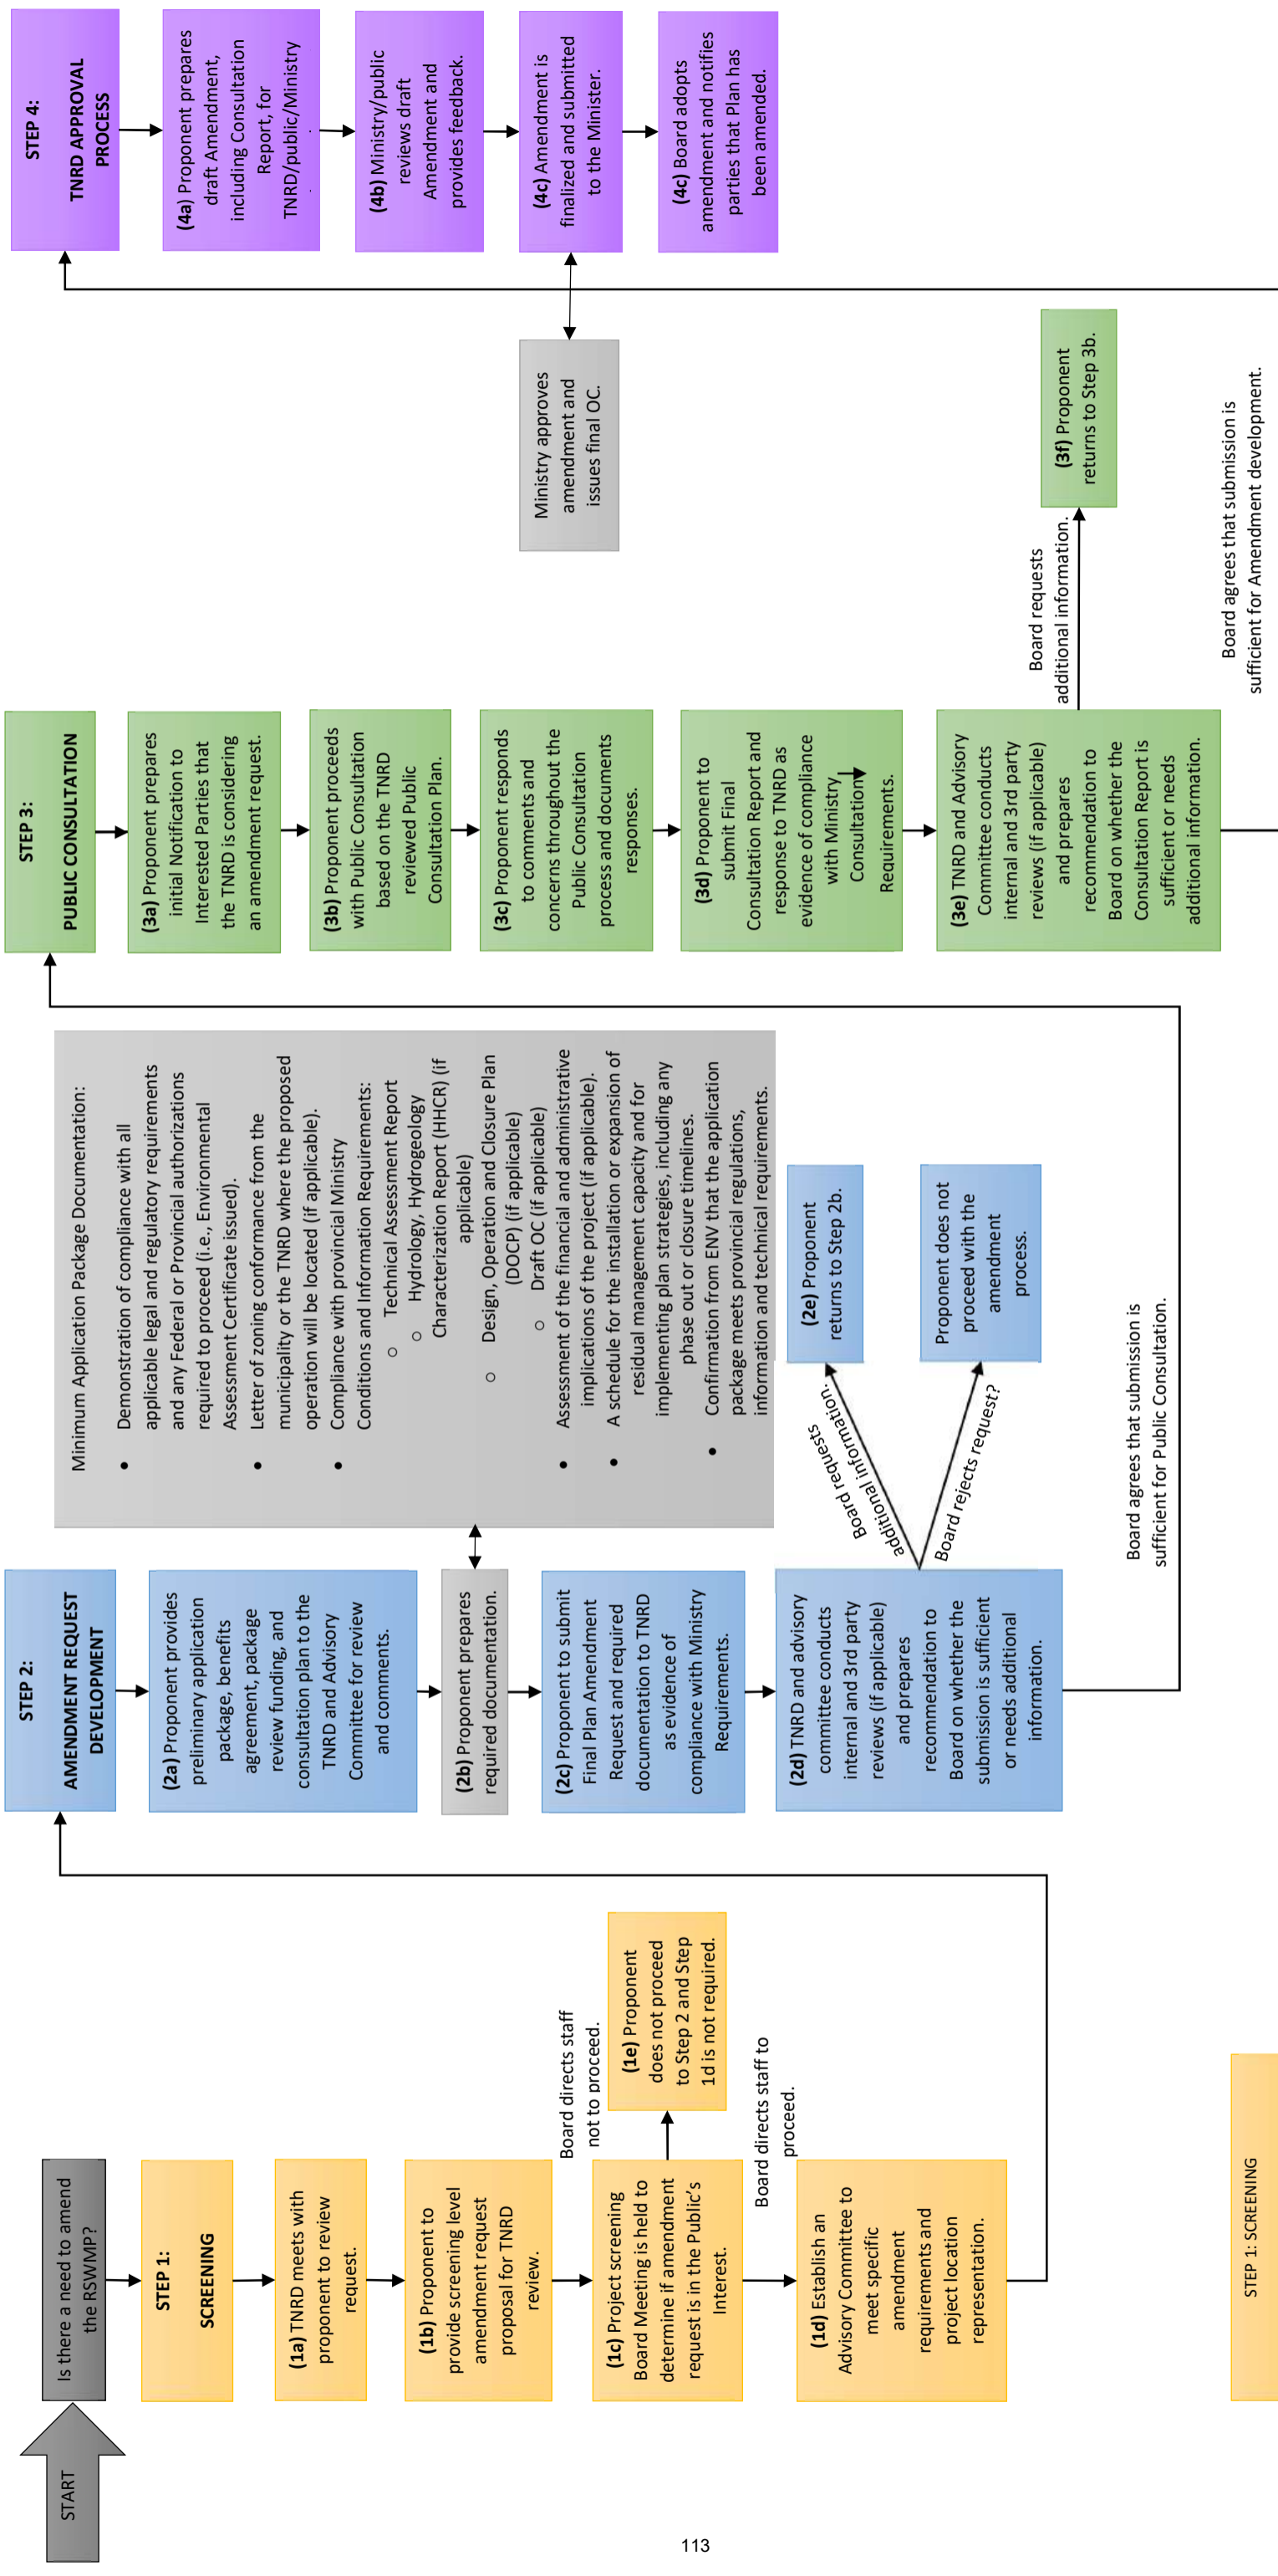 START
Is there a need to amend
the RSWMP?
STEP 1:
SCREENING
(1a) TNRD meets with
proponent to review
request.
(1b) Proponent to
provide screening level
amendment request
proposal for TNRD
review.
(1c) Project screening
Board Meeting is held to
determine if amendment
request is in the Public's
Interest.
Board directs staff
not to proceed.
(1e) Proponent
does not proceed
to Step 2 and Step
1d is not required.
Board directs staff to
proceed.
(1d) Establish an
Advisory Committee to
meet specific
amendment
requirements and
project location
representation.
STEP 2:
AMENDMENT REQUEST
DEVELOPMENT
(2a) Proponent provides
preliminary application
package, benefits
agreement, package
review funding, and
consultation plan to the
TNRD and Advisory
Committee for review
and comments.
(2b) Proponent prepares
required documentation.
(2c) Proponent to submit
Final Plan Amendment
Request and required
documentation to TNRD
as evidence of
compliance with Ministry
Requirements.
(2d) TNRD and advisory
committee conducts
internal and 3rd party
reviews (if applicable)
and prepares
recommendation to
Board on whether the
submission is sufficient
or needs additional
information.
Minimum Application Package Documentation:
• Demonstration of compliance with all
applicable legal and regulatory requirements
and any Federal or Provincial authorizations
required to proceed (i.e., Environmental
Assessment Certificate issued).
• Letter of zoning conformance from the
municipality or the TNRD where the proposed
operation will be located (if applicable).
• Compliance with provincial Ministry
Conditions and Information Requirements:
○ Technical Assessment Report
○ Hydrology, Hydrogeology
Characterization Report (HHCR) (if
applicable)
○ Design, Operation and Closure Plan
(DOCP) (if applicable)
○ Draft OC (if applicable)
• Assessment of the financial and administrative
implications of the project (if applicable).
• A schedule for the installation or expansion of
residual management capacity and for
implementing plan strategies, including any
phase out or closure timelines.
• Confirmation from ENV that the application
package meets provincial regulations,
information and technical requirements.
Board requests
additional information.
(2e) Proponent
returns to Step 2b.
Board rejects request?
Proponent does not
proceed with the
amendment
process.
Board agrees that submission is
sufficient for Public Consultation.
STEP 3:
PUBLIC CONSULTATION
(3a) Proponent prepares
initial Notification to
Interested Parties that
the TNRD is considering
an amendment request.
(3b) Proponent proceeds
with Public Consultation
based on the TNRD
reviewed Public
Consultation Plan.
(3c) Proponent responds
to comments and
concerns throughout the
Public Consultation
process and documents
responses.
(3d) Proponent to
submit Final
Consultation Report and
response to TNRD as
evidence of compliance
with Ministry
Consultation
Requirements.
(3e) TNRD and Advisory
Committee conducts
internal and 3rd party
reviews (if applicable)
and prepares
recommendation to
Board on whether the
Consultation Report is
sufficient or needs
additional information.
Board requests
additional information.
(3f) Proponent
returns to Step 3b.
Board agrees that submission is
sufficient for Amendment development.
STEP 4:
TNRD APPROVAL
PROCESS
(4a) Proponent prepares
draft Amendment,
including Consultation
Report, for
TNRD/public/Ministry
.
(4b) Ministry/public
reviews draft
Amendment and
provides feedback.
(4c) Amendment is
finalized and submitted
to the Minister.
Ministry approves
amendment and
issues final OC.
(4c) Board adopts
amendment and notifies
parties that Plan has
been amended.
STEP 1: SCREENING
113